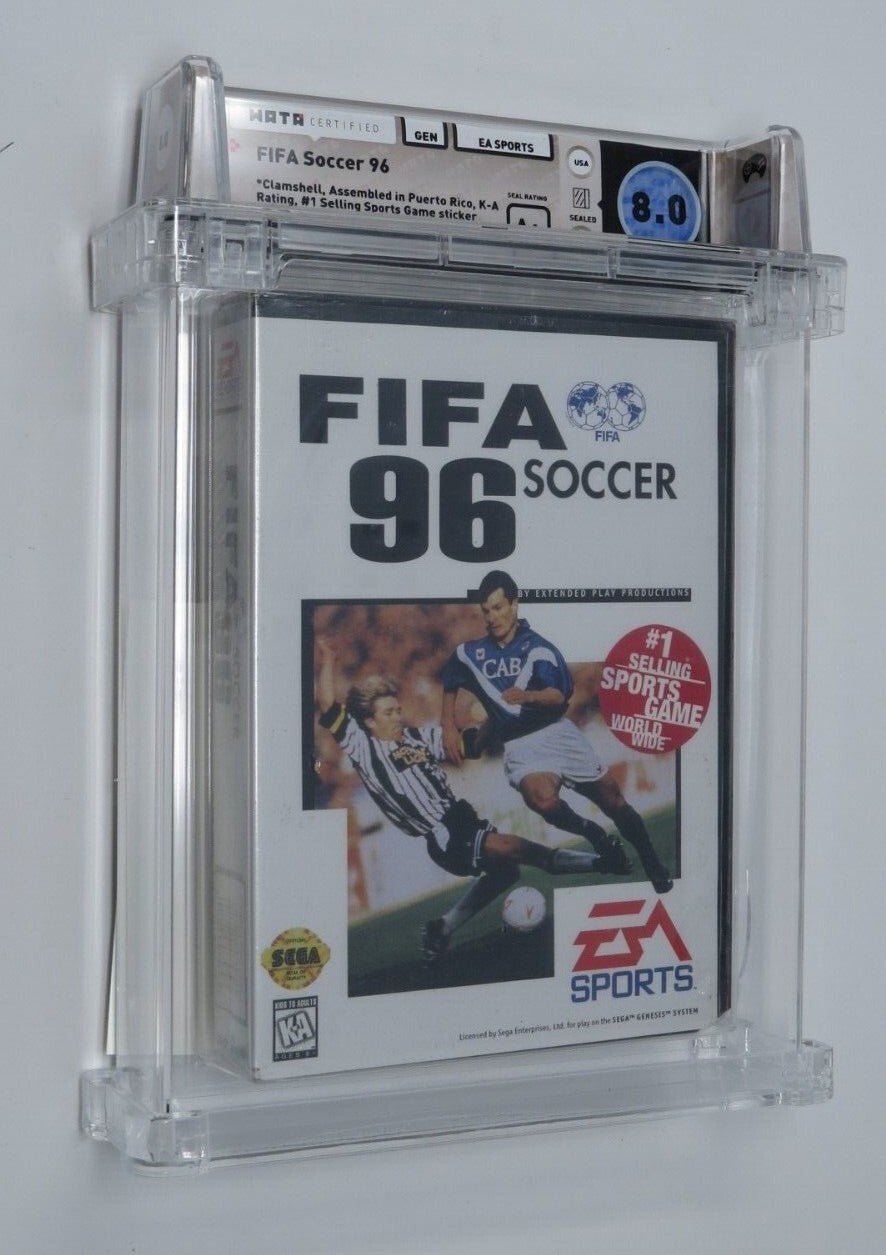 WATA CERTIFIED
GEN
EA SPORTS
FIFA Soccer 96
*Clamshell, Assembled in Puerto Rico, K-A
Rating, #1 Selling Sports Game sticker
SEAL RATING
USA
SEALED
8.0
FIFA
FIFA
96 SOCCER
BY EXTENDED PLAY PRODUCTIONS
CAB
#1
SELLING
SPORTS
GAME
WORLD
WIDE
SEGA
EA
SPORTS™
KIDS TO ADULTS
K-A
AGES 6+
Licensed by Sega Enterprises, Ltd. for play on the SEGA™ GENESIS™ SYSTEM